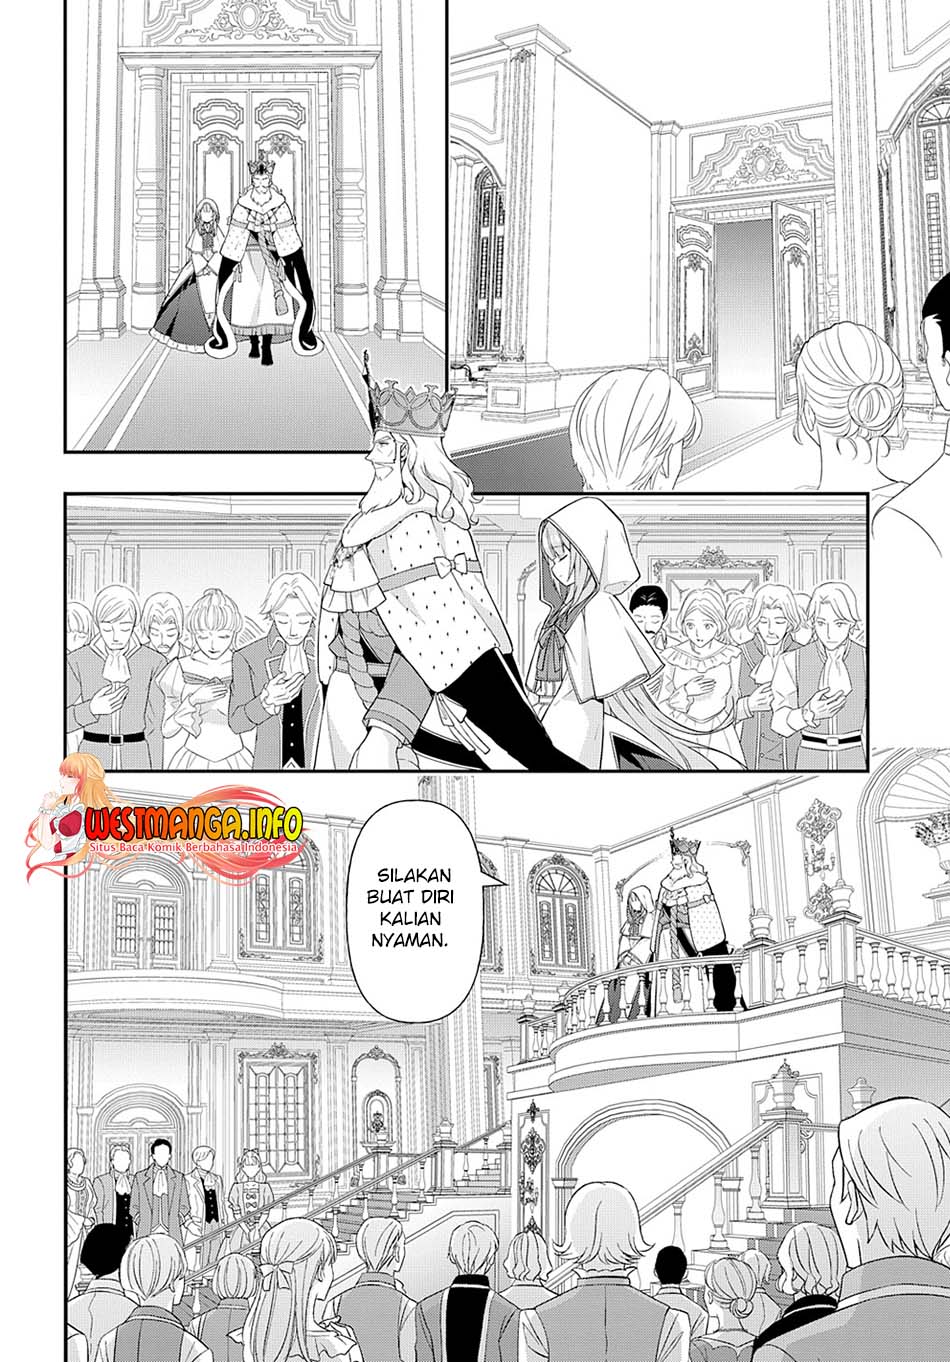 WESTMANGA.INFO
Situs Baca Komik Berbahasa Indonesia
SILAKAN
BUAT DIRI
KALIAN
NYAMAN.